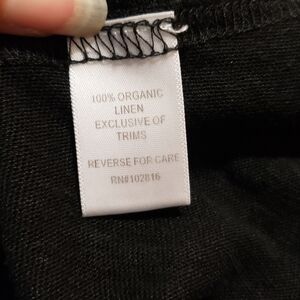 100% ORGANIC
LINEN
EXCLUSIVE OF
TRIMS
REVERSE FOR CARE
RN#102816